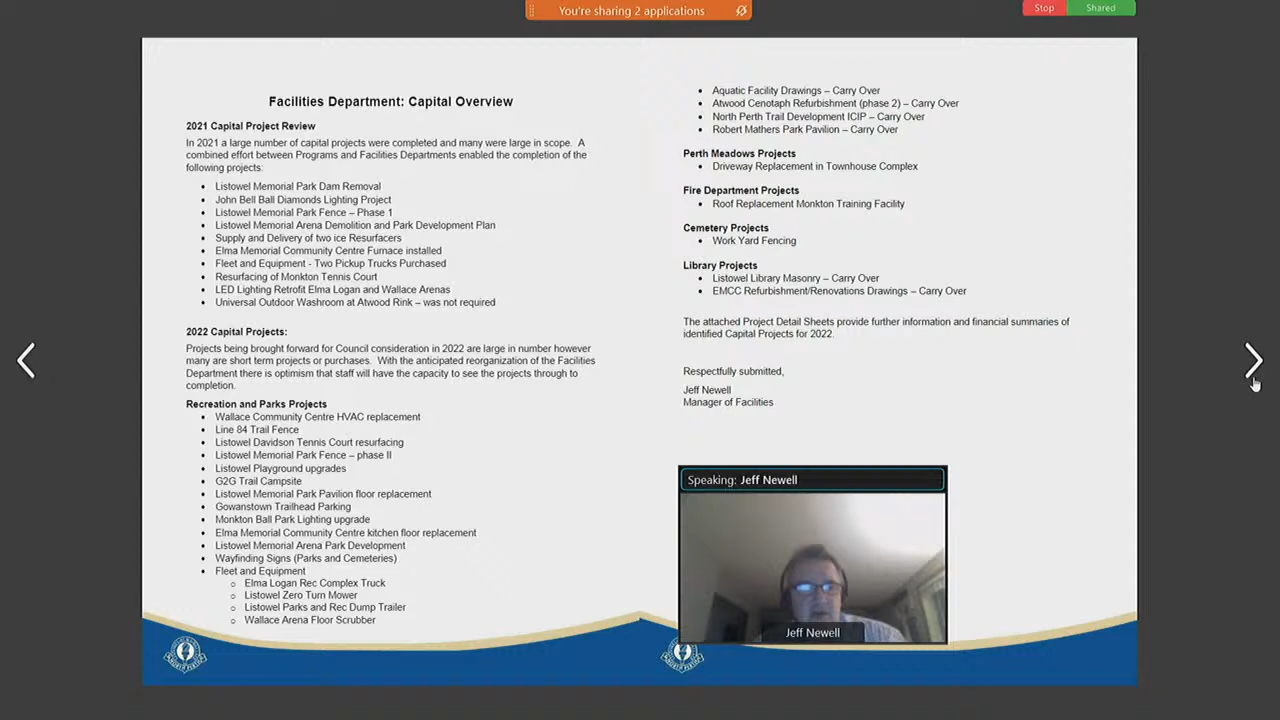 You're sharing 2 applications
Stop
Shared
Facilities Department: Capital Overview
2021 Capital Project Review
In 2021 a large number of capital projects were completed and many were large in scope. A
combined effort between Programs and Facilities Departments enabled the completion of the
following projects:
• Listowel Memorial Park Dam Removal
• John Bell Ball Diamonds Lighting Project
• Listowel Memorial Park Fence – Phase 1
• Listowel Memorial Arena Demolition and Park Development Plan
• Supply and Delivery of two ice Resurfacers
• Elma Memorial Community Centre Furnace installed
• Fleet and Equipment - Two Pickup Trucks Purchased
• Resurfacing of Monkton Tennis Court
• LED Lighting Retrofit Elma Logan and Wallace Arenas
• Universal Outdoor Washroom at Atwood Rink – was not required
2022 Capital Projects:
Projects being brought forward for Council consideration in 2022 are large in number however
many are short term projects or purchases. With the anticipated reorganization of the Facilities
Department there is optimism that staff will have the capacity to see the projects through to
completion.
Recreation and Parks Projects
• Wallace Community Centre HVAC replacement
• Line 84 Trail Fence
• Listowel Davidson Tennis Court resurfacing
• Listowel Memorial Park Fence – phase II
• Listowel Playground upgrades
• G2G Trail Campsite
• Listowel Memorial Park Pavilion floor replacement
• Gowanstown Trailhead Parking
• Monkton Ball Park Lighting upgrade
• Elma Memorial Community Centre kitchen floor replacement
• Listowel Memorial Arena Park Development
• Wayfinding Signs (Parks and Cemeteries)
• Fleet and Equipment
o Elma Logan Rec Complex Truck
o Listowel Zero Turn Mower
o Listowel Parks and Rec Dump Trailer
o Wallace Arena Floor Scrubber
• Aquatic Facility Drawings – Carry Over
• Atwood Cenotaph Refurbishment (phase 2) – Carry Over
• North Perth Trail Development ICIP – Carry Over
• Robert Mathers Park Pavilion – Carry Over
Perth Meadows Projects
• Driveway Replacement in Townhouse Complex
Fire Department Projects
• Roof Replacement Monkton Training Facility
Cemetery Projects
• Work Yard Fencing
Library Projects
• Listowel Library Masonry – Carry Over
• EMCC Refurbishment/Renovations Drawings – Carry Over
The attached Project Detail Sheets provide further information and financial summaries of
identified Capital Projects for 2022.
Respectfully submitted,
Jeff Newell
Manager of Facilities
Speaking: Jeff Newell
Jeff Newell